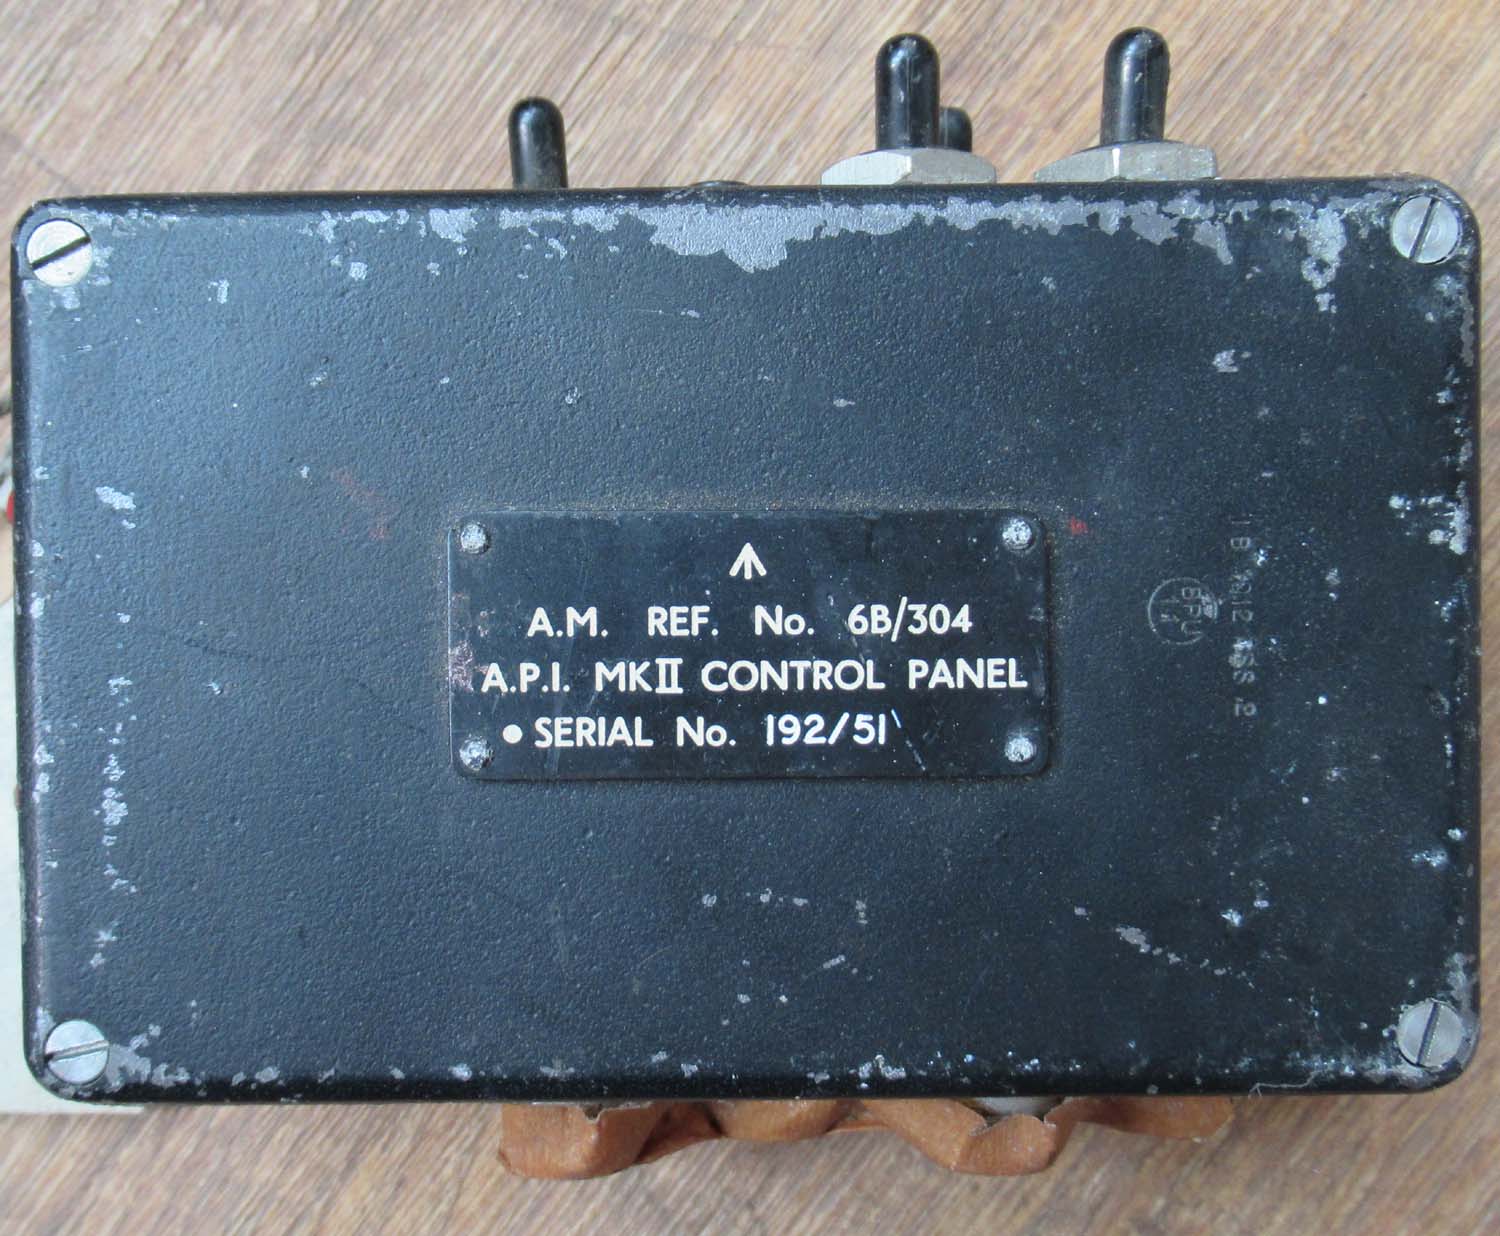 A.M. REF. No. 6B/304
A.P.I. MKII CONTROL PANEL
• SERIAL No. 192/51